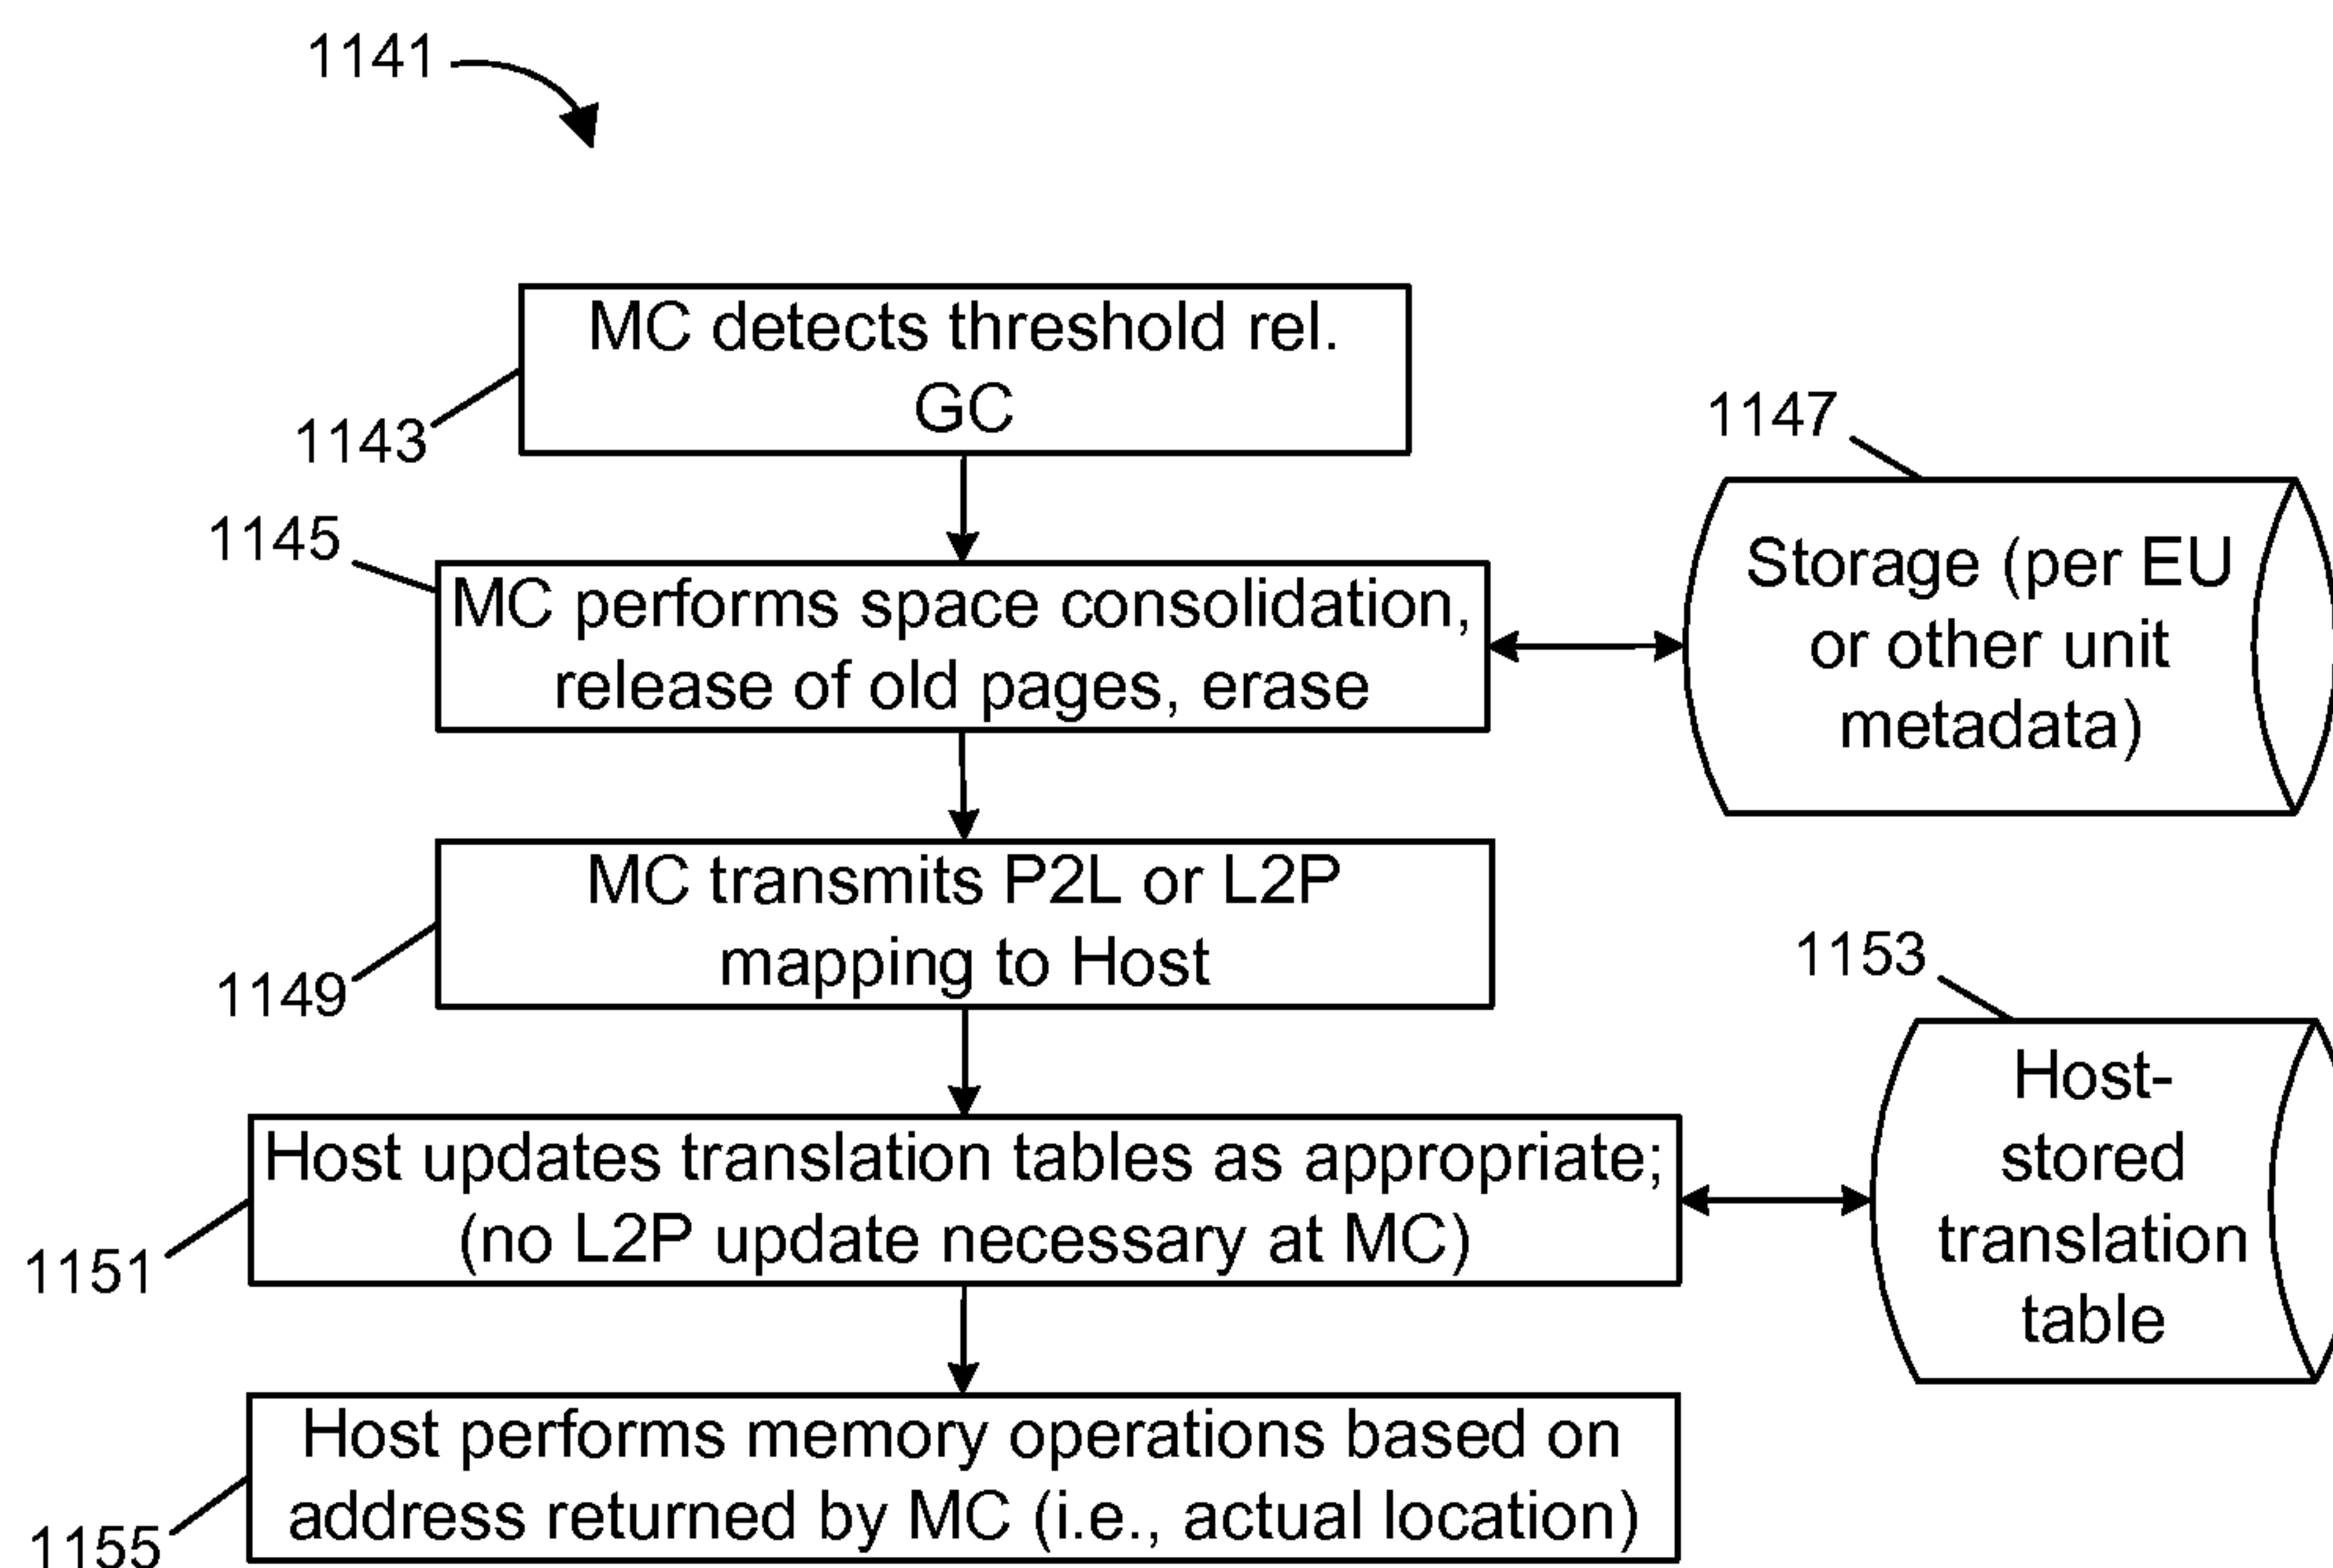 1141
MC detects threshold rel.
GC
1143
1147
1145
MC performs space consolidation,
release of old pages, erase
Storage (per EU
or other unit
metadata)
MC transmits P2L or L2P
mapping to Host
1149
1153
Host updates translation tables as appropriate;
(no L2P update necessary at MC)
1151
Host-
stored
translation
table
Host performs memory operations based on
address returned by MC (i.e., actual location)
1155